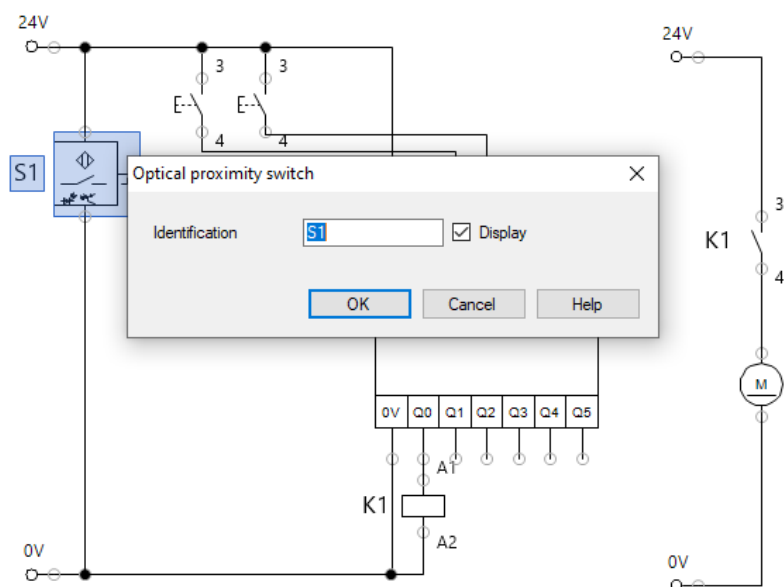 24V
24V
3
3
4
4
S1
Optical proximity switch
Identification
S1
Display
OK
Cancel
Help
3
K1
4
M
0V Q0 Q1 Q2 Q3 Q4 Q5
A1
K1
A2
0V
0V